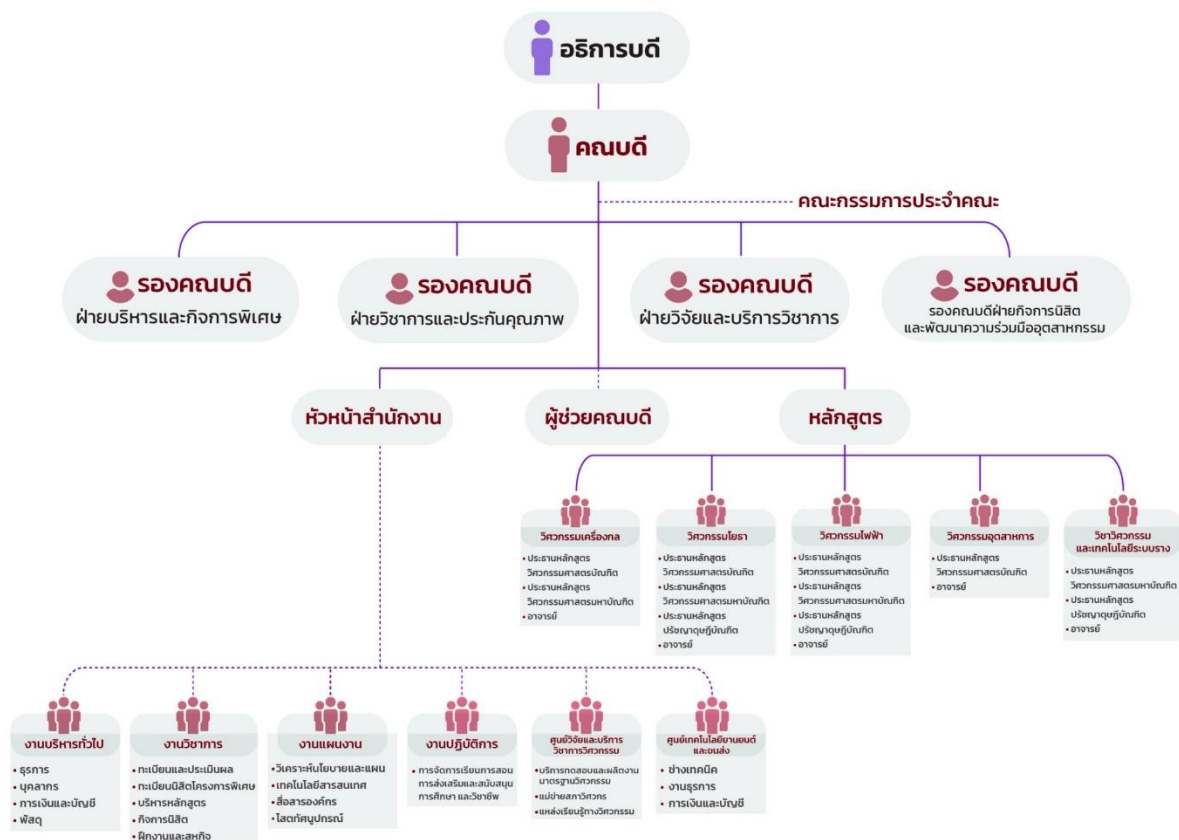 อธิการบดี
คณบดี
คณะกรรมการประจำคณะ
รองคณบดี
ฝ่ายบริหารและกิจการพิเศษ
รองคณบดี
ฝ่ายวิชาการและประกันคุณภาพ
รองคณบดี
ฝ่ายวิจัยและบริการวิชาการ
รองคณบดี
รองคณบดีฝ่ายกิจการนิสิต
และพัฒนาความร่วมมืออุตสาหกรรม
หัวหน้าสำนักงาน
ผู้ช่วยคณบดี
หลักสูตร
วิศวกรรมเครื่องกล
• ประธานหลักสูตร
วิศวกรรมศาสตรบัณฑิต
• ประธานหลักสูตร
วิศวกรรมศาสตรมหาบัณฑิต
• อาจารย์
วิศวกรรมโยธา
• ประธานหลักสูตร
วิศวกรรมศาสตรบัณฑิต
• ประธานหลักสูตร
วิศวกรรมศาสตรมหาบัณฑิต
• ประธานหลักสูตร
ปรัชญาดุษฎีบัณฑิต
• อาจารย์
วิศวกรรมไฟฟ้า
• ประธานหลักสูตร
วิศวกรรมศาสตรบัณฑิต
• ประธานหลักสูตร
วิศวกรรมศาสตรมหาบัณฑิต
• ประธานหลักสูตร
ปรัชญาดุษฎีบัณฑิต
• อาจารย์
วิศวกรรมอุตสาหการ
• ประธานหลักสูตร
วิศวกรรมศาสตรบัณฑิต
• อาจารย์
วิชาวิศวกรรม
และเทคโนโลยีระบบราง
• ประธานหลักสูตร
วิศวกรรมศาสตรมหาบัณฑิต
• ประธานหลักสูตร
ปรัชญาดุษฎีบัณฑิต
• อาจารย์
งานบริหารทั่วไป
• ธุรการ
• บุคลากร
• การเงินและบัญชี
• พัสดุ
งานวิชาการ
• ทะเบียนและประเมินผล
• ทะเบียนนิสิตโครงการพิเศษ
• บริหารหลักสูตร
• กิจการนิสิต
• ฝึกงานและสหกิจ
งานแผนงาน
• วิเคราะห์นโยบายและแผน
• เทคโนโลยีสารสนเทศ
• สื่อสารองค์กร
• โสตทัศนูปกรณ์
งานปฏิบัติการ
• การจัดการเรียนการสอน
การส่งเสริมและสนับสนุน
การศึกษา และวิชาชีพ
ศูนย์วิจัยและบริการ
วิชาการวิศวกรรม
• บริการทดสอบและผลิตงาน
มาตรฐานวิศวกรรม
• แม่ข่ายสภาวิศวกร
• แหล่งเรียนรู้ทางวิศวกรรม
ศูนย์เทคโนโลยียานยนต์
และขนส่ง
• ช่างเทคนิค
• งานธุรการ
• การเงินและบัญชี